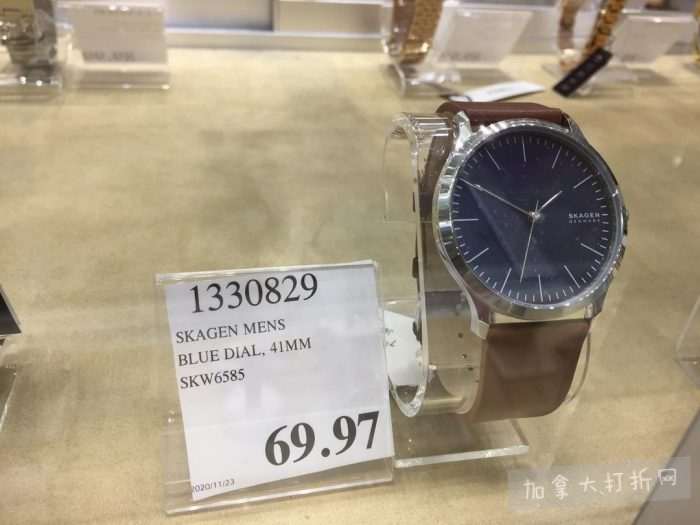 SKAGEN
DENMARK
1330829
SKAGEN MENS
BLUE DIAL, 41MM
SKW6585
69.97
2020/11/23
加拿大打折网